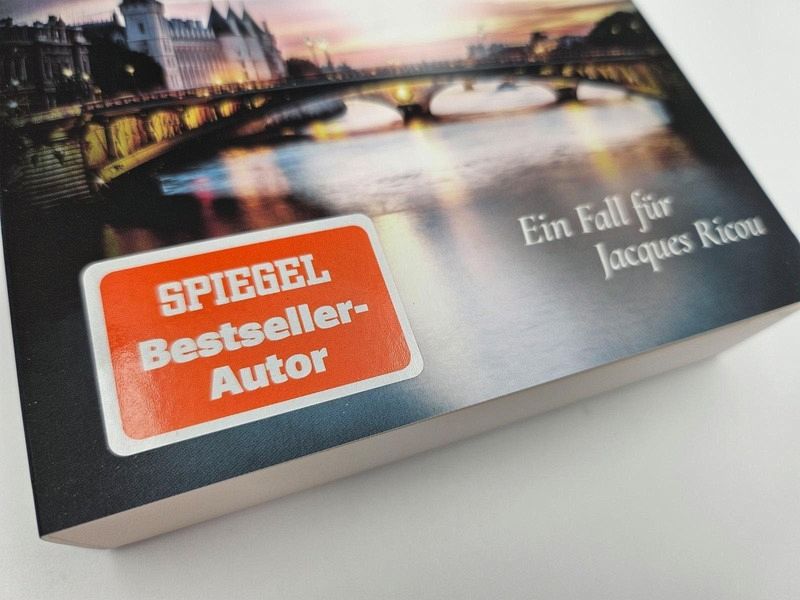 Ein Fall für
Jacques Ricou
SPIEGEL
Bestseller-
Autor